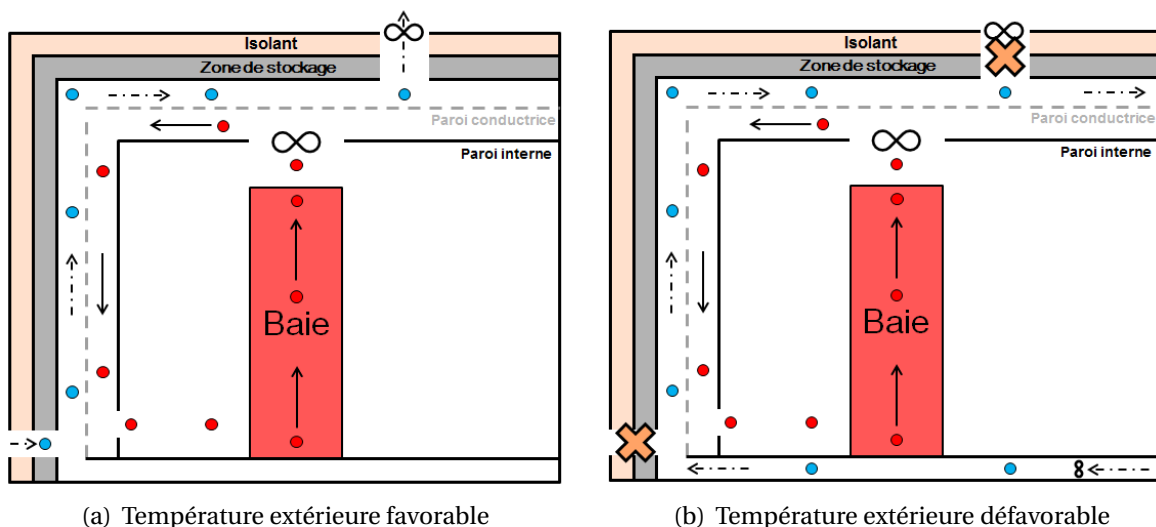 Isolant
Zone de stockage
Paroi conductrice
Paroi interne
Baie
(a) Température extérieure favorable
Isolant
Zone de stockage
Paroi conductrice
Paroi interne
Baie
(b) Température extérieure défavorable